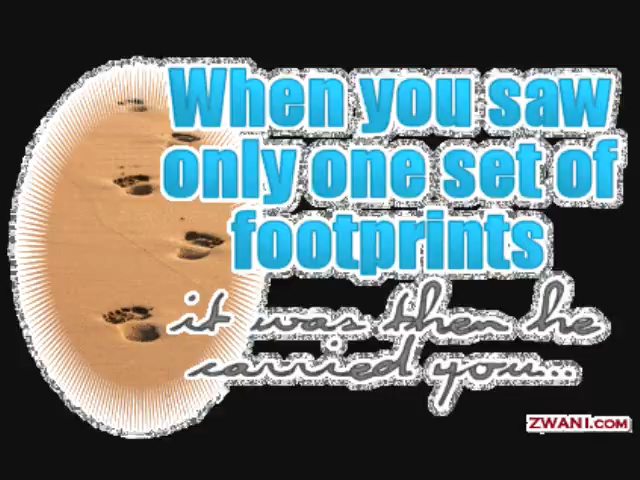 When you saw
only one set of
footprints
it was then he
carried you...
ZWANI.COM